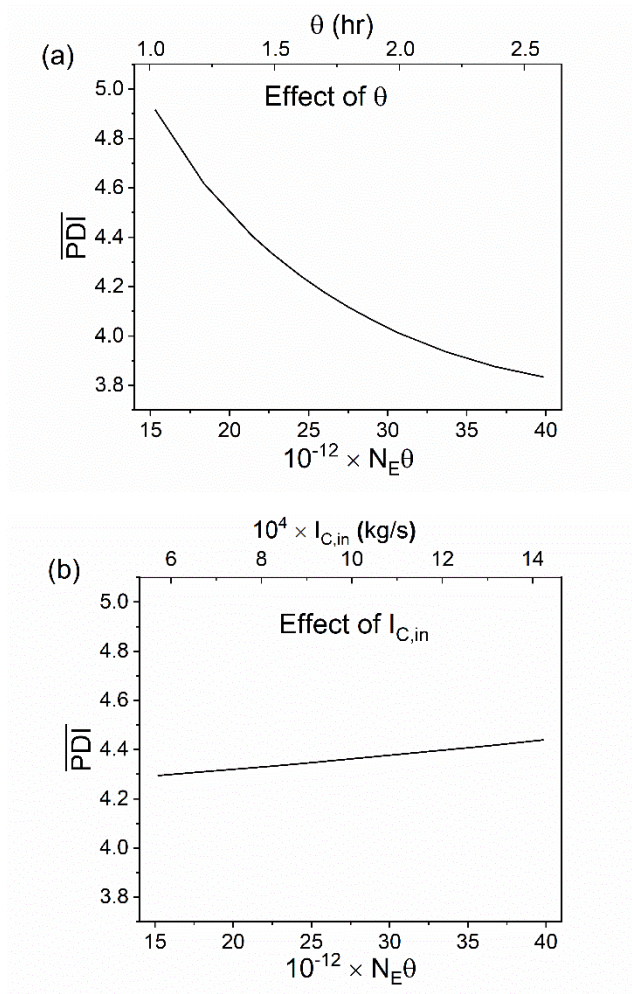 θ (hr)
(a)
1.0 1.5 2.0 2.5
Effect of θ
5.0
4.8
4.6
4.4
4.2
4.0
3.8
PDI
15 20 25 30 35 40
10⁻¹² × N_Eθ
10⁴ × I_C,in (kg/s)
(b)
6 8 10 12 14
Effect of I_C,in
5.0
4.8
4.6
4.4
4.2
4.0
3.8
PDI
15 20 25 30 35 40
10⁻¹² × N_Eθ